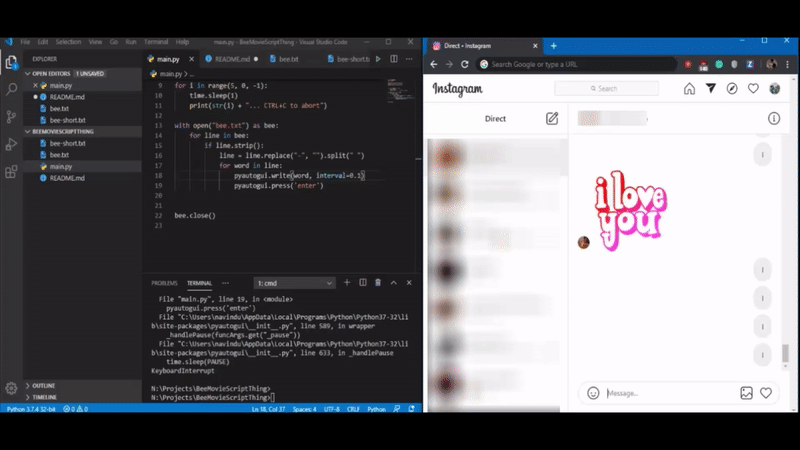 File Edit Selection View Go Run Terminal Help main.py - BeeMovieScriptThing - Visual Studio Code
EXPLORER
OPEN EDITORS 1 UNSAVED
main.py
README.md
bee.txt
bee-short.txt
BEEMOVIESCRIPTTHING
bee-short.txt
bee.txt
main.py
README.md
OUTLINE
TIMELINE
main.py
README.md
bee.txt
bee-short.t
main.py > ...
9 for i in range(5, 0, -1):
10 time.sleep(1)
11 print(str(i) + "... CTRL+C to abort")
12
13 with open("bee.txt") as bee:
14 for line in bee:
15 if line.strip():
16 line = line.replace("-", "").split(" ")
17 for word in line:
18 pyautogui.write(word, interval=0.1)
19 pyautogui.press('enter')
20
21
22 bee.close()
23
PROBLEMS TERMINAL ... 1: cmd
File "main.py", line 19, in <module>
pyautogui.press('enter')
File "C:\Users\navindu\AppData\Local\Programs\Python\Python37-32\li
b\site-packages\pyautogui\__init__.py", line 589, in wrapper
_handlePause(funcArgs.get("_pause"))
File "C:\Users\navindu\AppData\Local\Programs\Python\Python37-32\li
b\site-packages\pyautogui\__init__.py", line 633, in _handlePause
time.sleep(PAUSE)
KeyboardInterrupt
N:\Projects\BeeMovieScriptThing>
N:\Projects\BeeMovieScriptThing>
Python 3.7.4 32-bit 0 0 Ln 18, Col 37 Spaces: 4 UTF-8 CRLF Python
Direct • Instagram
Search Google or type a URL
Instagram
Search
Direct
i love
you
I
I
I
I
I
Message...